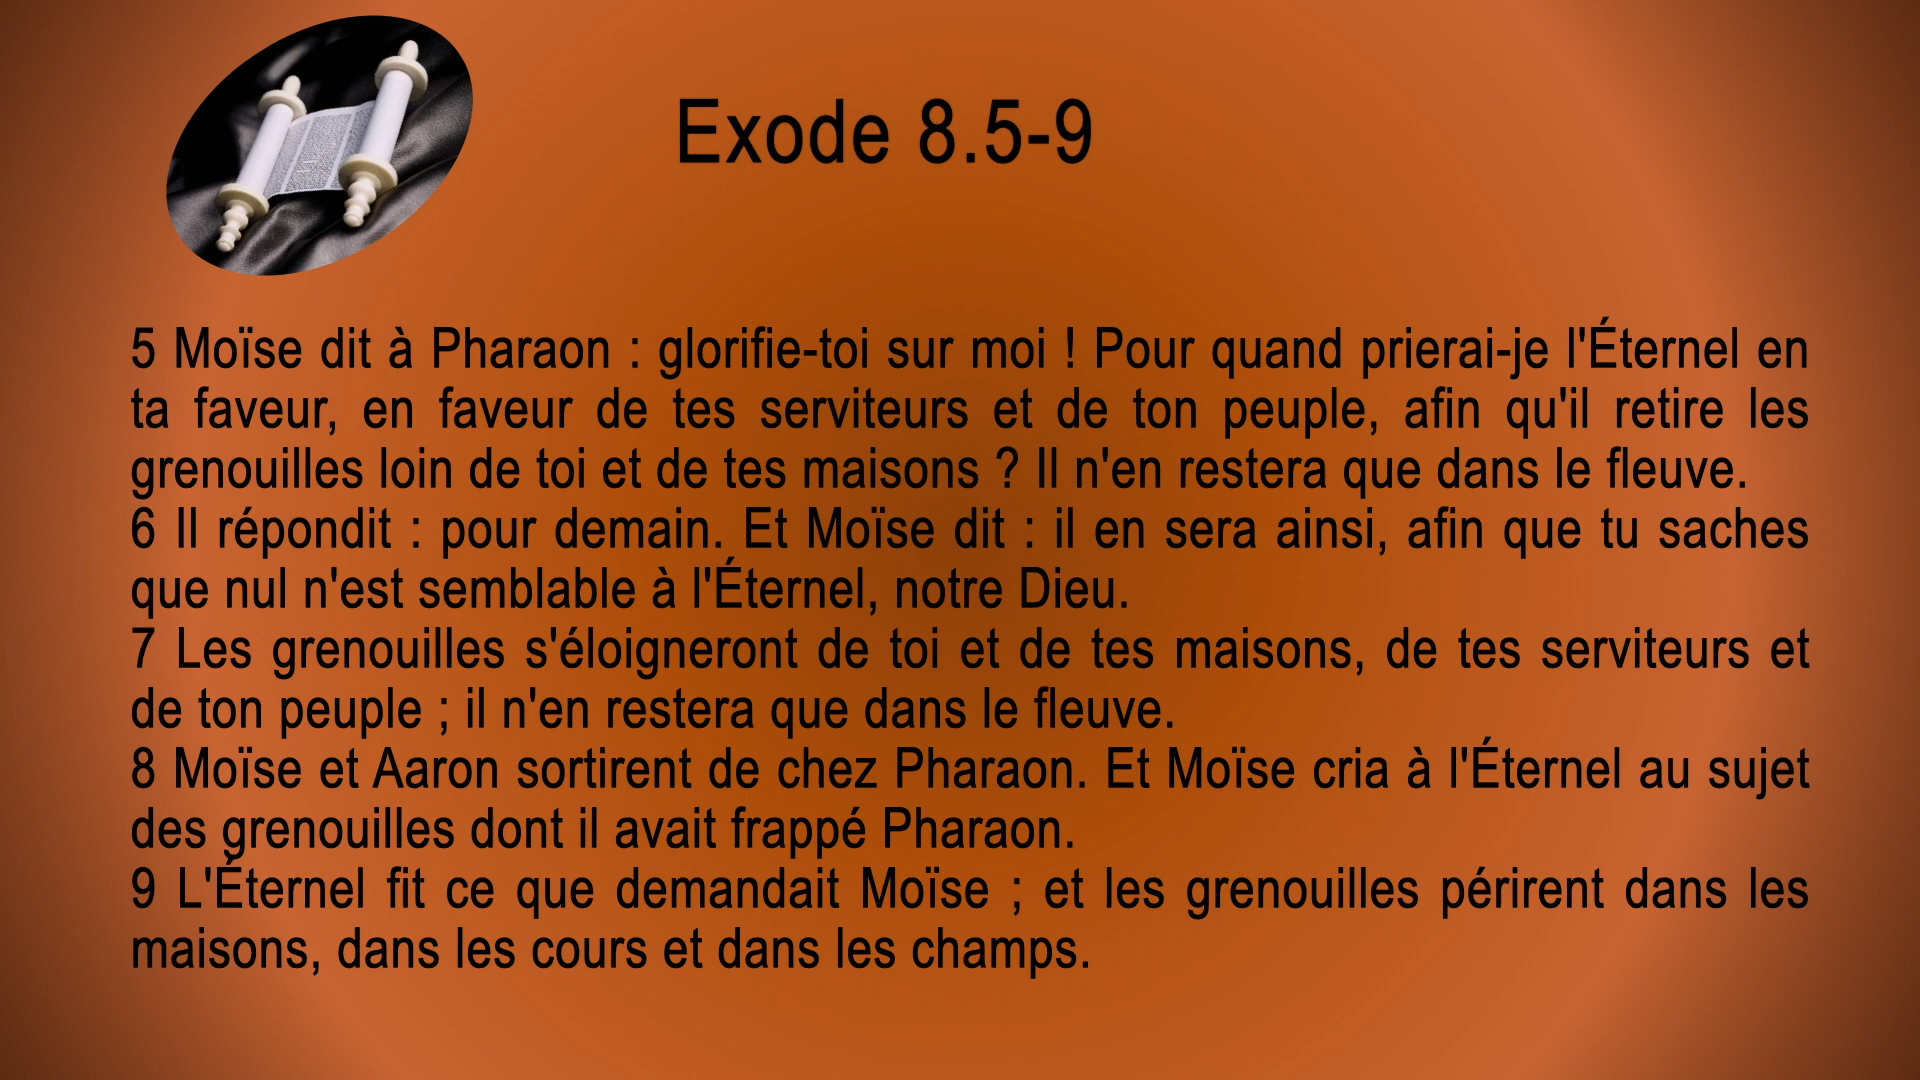 Exode 8.5-9
5 Moïse dit à Pharaon : glorifie-toi sur moi ! Pour quand prierai-je l'Éternel en
ta faveur, en faveur de tes serviteurs et de ton peuple, afin qu'il retire les
grenouilles loin de toi et de tes maisons ? Il n'en restera que dans le fleuve.
6 Il répondit : pour demain. Et Moïse dit : il en sera ainsi, afin que tu saches
que nul n'est semblable à l'Éternel, notre Dieu.
7 Les grenouilles s'éloigneront de toi et de tes maisons, de tes serviteurs et
de ton peuple ; il n'en restera que dans le fleuve.
8 Moïse et Aaron sortirent de chez Pharaon. Et Moïse cria à l'Éternel au sujet
des grenouilles dont il avait frappé Pharaon.
9 L'Éternel fit ce que demandait Moïse ; et les grenouilles périrent dans les
maisons, dans les cours et dans les champs.